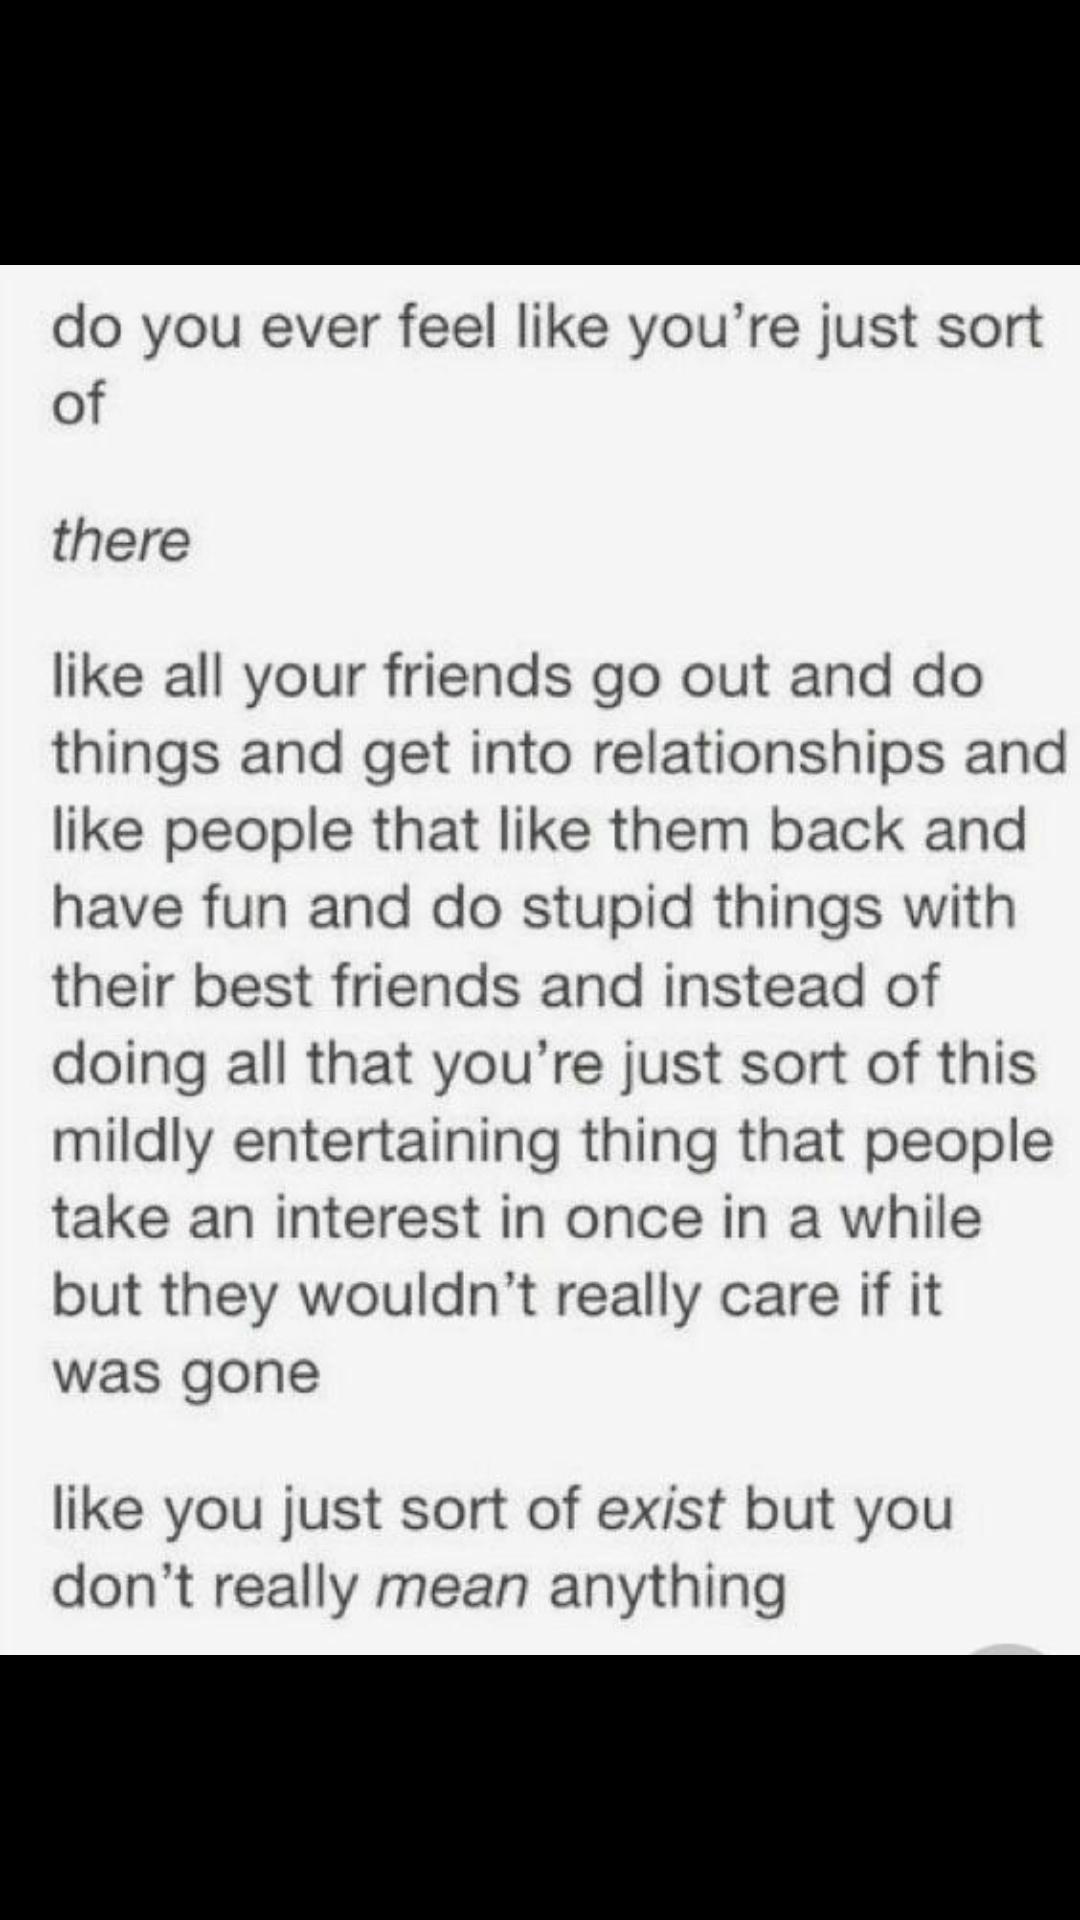 do you ever feel like you’re just sort
of
there
like all your friends go out and do
things and get into relationships and
like people that like them back and
have fun and do stupid things with
their best friends and instead of
doing all that you’re just sort of this
mildly entertaining thing that people
take an interest in once in a while
but they wouldn’t really care if it
was gone
like you just sort of exist but you
don’t really mean anything